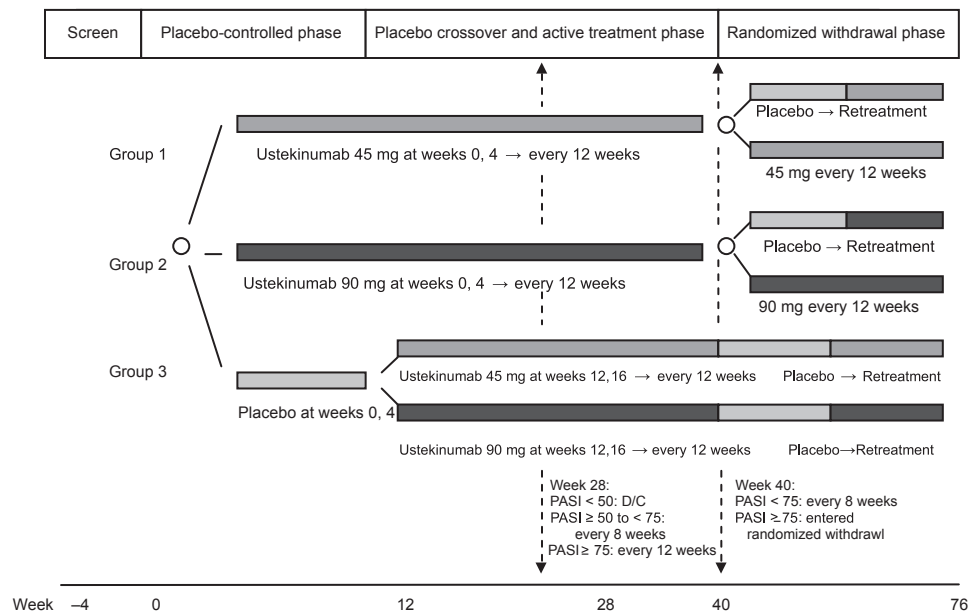 Screen
Placebo-controlled phase
Placebo crossover and active treatment phase
Randomized withdrawal phase
Group 1
Ustekinumab 45 mg at weeks 0, 4 → every 12 weeks
Placebo → Retreatment
45 mg every 12 weeks
Group 2
Ustekinumab 90 mg at weeks 0, 4 → every 12 weeks
Placebo → Retreatment
90 mg every 12 weeks
Group 3
Placebo at weeks 0, 4
Ustekinumab 45 mg at weeks 12,16 → every 12 weeks
Placebo → Retreatment
Ustekinumab 90 mg at weeks 12,16 → every 12 weeks
Placebo→Retreatment
Week 28:
PASI < 50: D/C
PASI ≥ 50 to < 75:
every 8 weeks
PASI ≥ 75: every 12 weeks
Week 40:
PASI < 75: every 8 weeks
PASI ≥75: entered
randomized withdrawl
Week –4 0 12 28 40 76